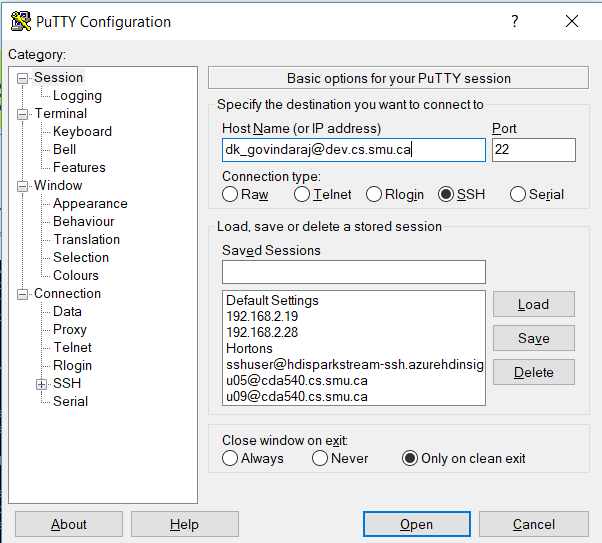 PuTTY Configuration
?
Category:
Session
Logging
Terminal
Keyboard
Bell
Features
Window
Appearance
Behaviour
Translation
Selection
Colours
Connection
Data
Proxy
Telnet
Rlogin
SSH
Serial
Basic options for your PuTTY session
Specify the destination you want to connect to
Host Name (or IP address) Port
dk_govindaraj@dev.cs.smu.ca 22
Connection type:
Raw Telnet Rlogin SSH Serial
Load, save or delete a stored session
Saved Sessions
Default Settings
192.168.2.19
192.168.2.28
Hortons
sshuser@hdisparkstream-ssh.azurehdinsig
u05@cda540.cs.smu.ca
u09@cda540.cs.smu.ca
Load
Save
Delete
Close window on exit:
Always Never Only on clean exit
About Help Open Cancel